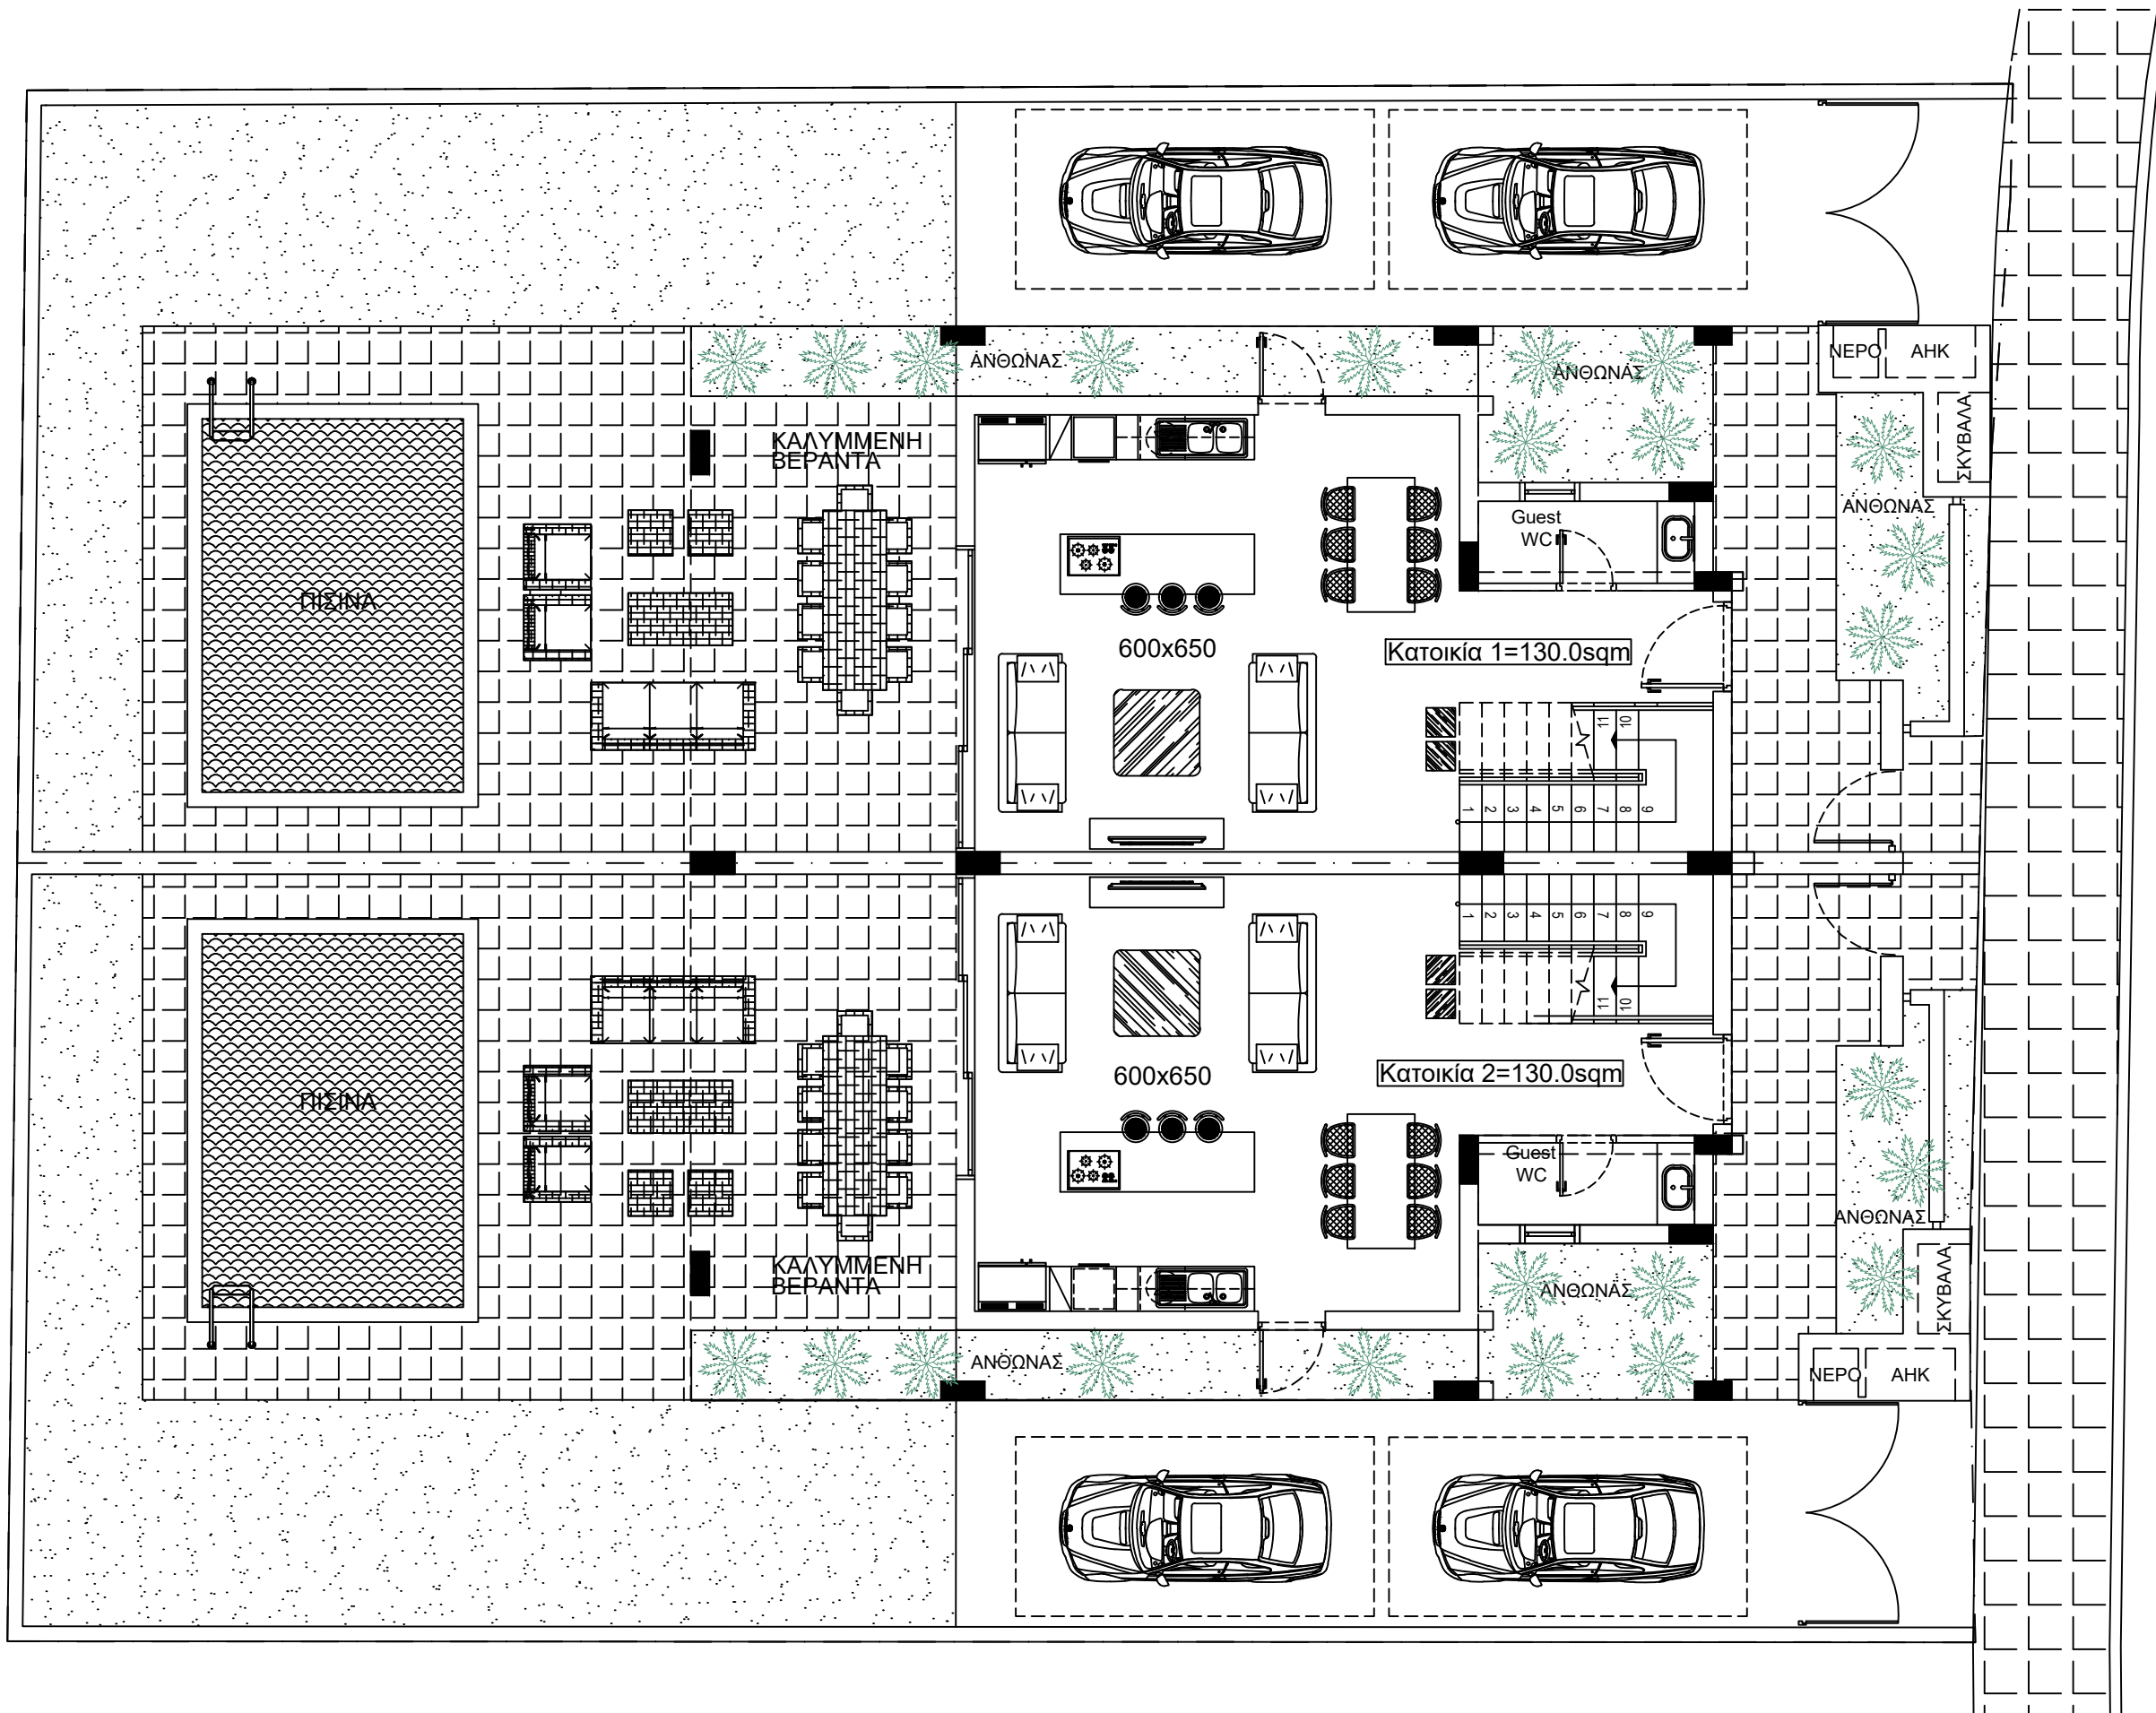 ΝΕΡΟ
ΑΗΚ
ΑΝΘΩΝΑΣ
ΑΝΘΩΝΑΣ
ΣΚΥΒΑΛΑ
ΚΑΛΥΜΜΕΝΗ
ΒΕΡΑΝΤΑ
ΑΝΘΩΝΑΣ
Guest
WC
ΠΙΣΙΝΑ
600x650
Κατοικία 1=130.0sqm
11
10
1
2
3
4
5
6
7
8
9
1
2
3
4
5
6
7
8
9
11
10
600x650
Κατοικία 2=130.0sqm
ΠΙΣΙΝΑ
Guest
WC
ΑΝΘΩΝΑΣ
ΚΑΛΥΜΜΕΝΗ
ΒΕΡΑΝΤΑ
ΑΝΘΩΝΑΣ
ΣΚΥΒΑΛΑ
ΑΝΘΩΝΑΣ
ΝΕΡΟ
ΑΗΚ